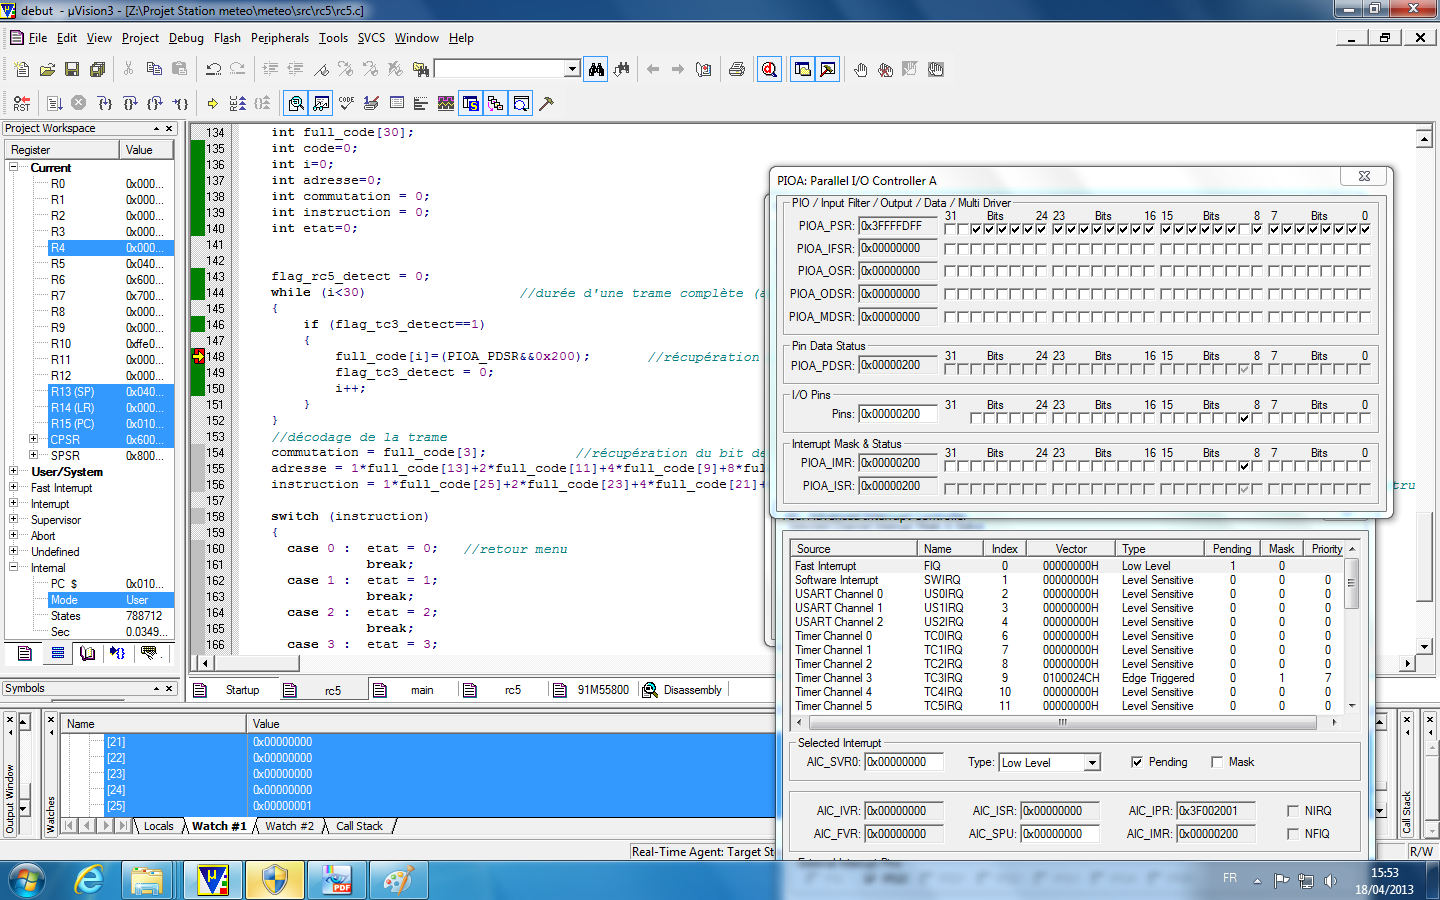 debut - µVision3 - [Z:\Projet Station meteo\meteo\src\rc5\rc5.c]
File Edit View Project Debug Flash Peripherals Tools SVCS Window Help
Project Workspace
Register Value
Current
R0 0x000...
R1 0x000...
R2 0x000...
R3 0x000...
R4 0x000...
R5 0x040...
R6 0x600...
R7 0x700...
R8 0x000...
R9 0x000...
R10 0xffe0...
R11 0x000...
R12 0x000...
R13 (SP) 0x040...
R14 (LR) 0x000...
R15 (PC) 0x010...
CPSR 0x600...
SPSR 0x800...
User/System
Fast Interrupt
Interrupt
Supervisor
Abort
Undefined
Internal
PC $ 0x010...
Mode User
States 788712
Sec 0.0349...
Symbols
134 int full_code[30];
135 int code=0;
136 int i=0;
137 int adresse=0;
138 int commutation = 0;
139 int instruction = 0;
140 int etat=0;
141
142
143 flag_rc5_detect = 0;
144 while (i<30) //durée d'une trame complète (a
145 {
146 if (flag_tc3_detect==1)
147 {
148 full_code[i]=(PIOA_PDSR&&0x200); //récupération
149 flag_tc3_detect = 0;
150 i++;
151 }
152 }
153 //décodage de la trame
154 commutation = full_code[3]; //récupération du bit de
155 adresse = 1*full_code[13]+2*full_code[11]+4*full_code[9]+8*ful
156 instruction = 1*full_code[25]+2*full_code[23]+4*full_code[21]+ tru
157
158 switch (instruction)
159 {
160 case 0 : etat = 0; //retour menu
161 break;
162 case 1 : etat = 1;
163 break;
164 case 2 : etat = 2;
165 break;
166 case 3 : etat = 3;
Startup rc5 main rc5 91M55800 Disassembly
PIOA: Parallel I/O Controller A
PIO / Input Filter / Output / Data / Multi Driver
31 Bits 24 23 Bits 16 15 Bits 8 7 Bits 0
PIOA_PSR: 0x3FFFFDFF
PIOA_IFSR: 0x00000000
PIOA_OSR: 0x00000000
PIOA_ODSR: 0x00000000
PIOA_MDSR: 0x00000000
Pin Data Status
31 Bits 24 23 Bits 16 15 Bits 8 7 Bits 0
PIOA_PDSR: 0x00000200
I/O Pins
31 Bits 24 23 Bits 16 15 Bits 8 7 Bits 0
Pins: 0x00000200
Interrupt Mask & Status
31 Bits 24 23 Bits 16 15 Bits 8 7 Bits 0
PIOA_IMR: 0x00000200
PIOA_ISR: 0x00000200
Source Name Index Vector Type Pending Mask Priority
Fast Interrupt FIQ 0 00000000H Low Level 1 0
Software Interrupt SWIRQ 1 00000000H Level Sensitive 0 0 0
USART Channel 0 US0IRQ 2 00000000H Level Sensitive 0 0 0
USART Channel 1 US1IRQ 3 00000000H Level Sensitive 0 0 0
USART Channel 2 US2IRQ 4 00000000H Level Sensitive 0 0 0
Timer Channel 0 TC0IRQ 6 00000000H Level Sensitive 0 0 0
Timer Channel 1 TC1IRQ 7 00000000H Level Sensitive 0 0 0
Timer Channel 2 TC2IRQ 8 00000000H Level Sensitive 0 0 0
Timer Channel 3 TC3IRQ 9 0100024CH Edge Triggered 0 1 7
Timer Channel 4 TC4IRQ 10 00000000H Level Sensitive 0 0 0
Timer Channel 5 TC5IRQ 11 00000000H Level Sensitive 0 0 0
Selected Interrupt
AIC_SVR0: 0x00000000 Type: Low Level Pending Mask
AIC_IVR: 0x00000000 AIC_ISR: 0x00000000 AIC_IPR: 0x3F002001 NIRQ
AIC_FVR: 0x00000000 AIC_SPU: 0x00000000 AIC_IMR: 0x00000200 NFIQ
Output Window
Watches
Name Value
[21] 0x00000000
[22] 0x00000000
[23] 0x00000000
[24] 0x00000000
[25] 0x00000001
Locals Watch #1 Watch #2 Call Stack
Call Stack
Real-Time Agent: Target St
R/W
FR
15:53
18/04/2013